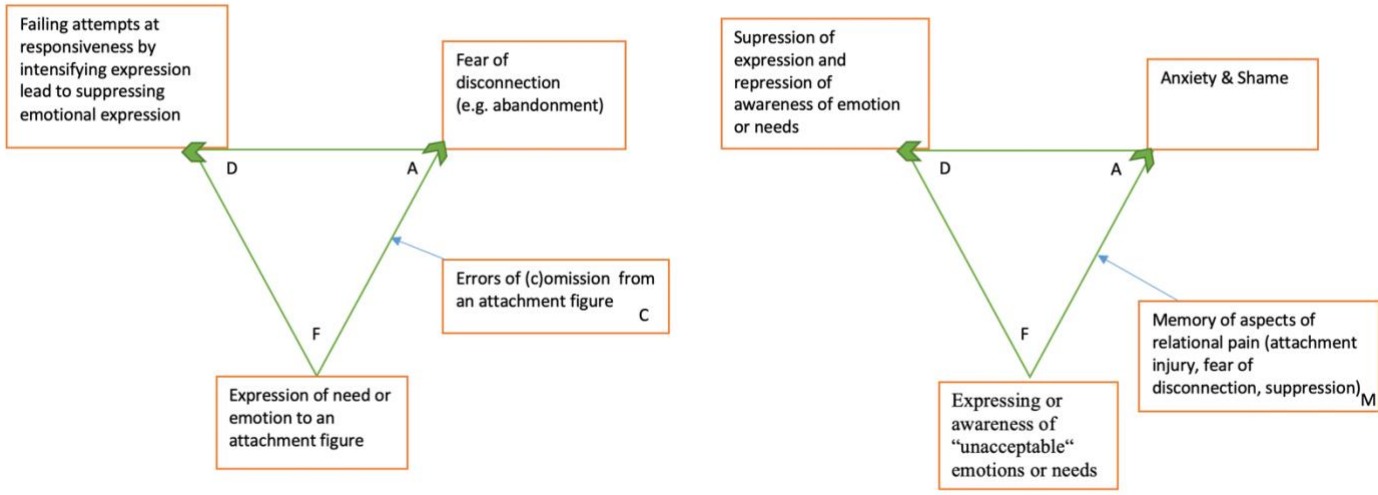 Failing attempts at
responsiveness by
intensifying expression
lead to suppressing
emotional expression
Fear of
disconnection
(e.g. abandonment)
D
A
Errors of (c)omission from
an attachment figure
C
F
Expression of need or
emotion to an
attachment figure
Supression of
expression and
repression of
awareness of emotion
or needs
Anxiety & Shame
D
A
Memory of aspects of
relational pain (attachment
injury, fear of
disconnection, suppression)
M
F
Expressing or
awareness of
“unacceptable“
emotions or needs